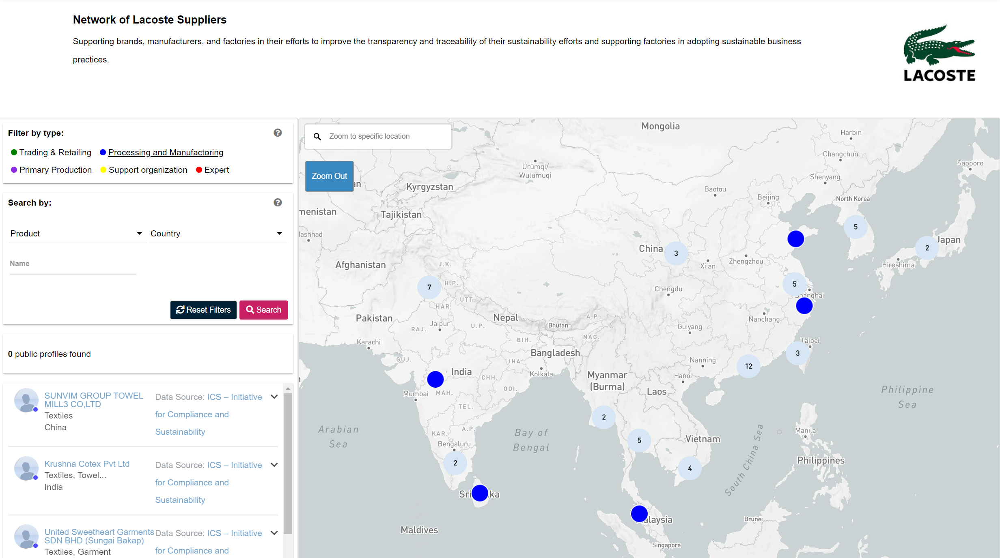 Network of Lacoste Suppliers
Supporting brands, manufacturers, and factories in their efforts to improve the transparency and traceability of their sustainability efforts and supporting factories in adopting sustainable business
practices.
LACOSTE
Filter by type:
Trading & Retailing
Processing and Manufactoring
Primary Production
Support organization
Expert
Search by:
Product
Country
Name
Reset Filters
Search
0 public profiles found
SUNVIM GROUP TOWEL
MILL3 CO,LTD
Textiles
China
Data Source: ICS – Initiative
for Compliance and
Sustainability
Krushna Cotex Pvt Ltd
Textiles, Towel...
India
Data Source: ICS – Initiative
for Compliance and
Sustainability
United Sweetheart Garments
SDN BHD (Sungai Bakap)
Textiles, Garment
Data Source: ICS – Initiative
for Compliance and
Zoom to specific location
Zoom Out
Mongolia
Harbin
Changchun
Sapporo
Ürümqi/
Wulumuqi
Shenyang
an
Kyrgyzstan
Baotou
Beijing
North Korea
menistan
Tajikistan
5
lashhad
Japan
2
China
3
Zhengzhou
Xi'an
Hiroshima
Afghanistan
J.K.
H.P.
7
5
Chengdu
Shanghai
UTT.
HAR.
Pakistan
Nepal
A.P.
Nanchang
Jaipur
U.P.
Bhutan
Guiyang
RAJ.
NAG.
BIH.
Karachi
Taipei
Bangladesh
3
GUJ.
JHA.
Nanning
12
India
Kolkata
CHH.
Myanmar
(Burma)
Hanoi
Laos
ODI.
Mumbai
MAH.
Philippine
Sea
TEL.
2
Arabian
Sea
A.P.
KAR.
Bay of
Bengal
Manila
5
Vietnam
Bengaluru
South China Sea
2
4
Philippines
Sri
ka
alaysia
Brunei
Maldives
Singapore